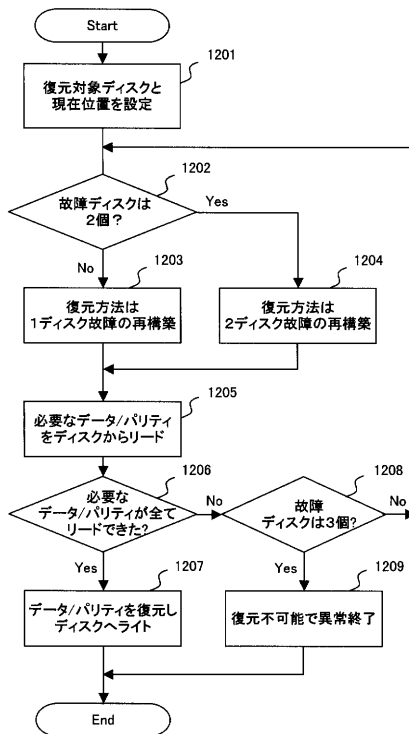 Start
1201
復元対象ディスクと
現在位置を設定
1202
故障ディスクは
2個?
Yes
No
1203
1204
復元方法は
1ディスク故障の再構築
復元方法は
2ディスク故障の再構築
1205
必要なデータ/パリティ
をディスクからリード
1206
1208
必要な
データ/パリティが全て
リードできた?
No
故障
ディスクは3個?
No
Yes
1207
Yes
1209
データ/パリティを復元し
ディスクへライト
復元不可能で異常終了
End